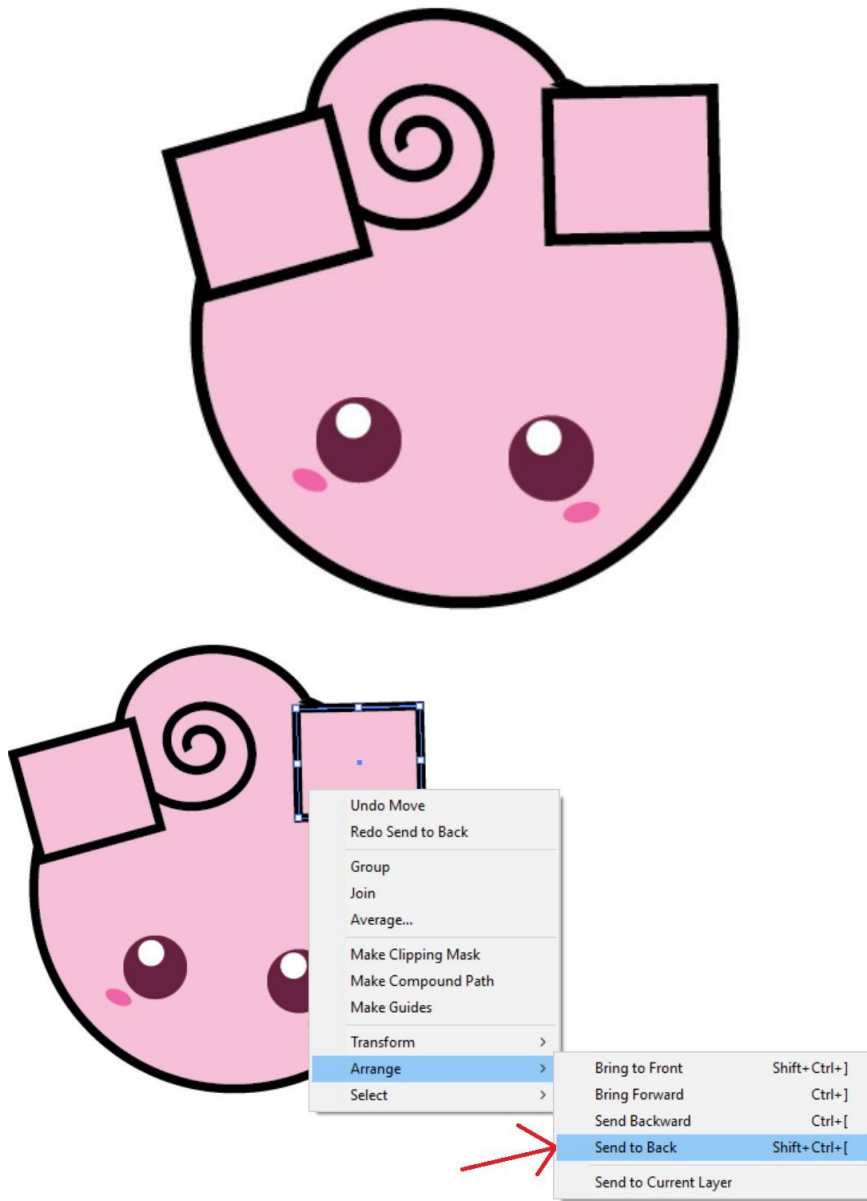 Undo Move
Redo Send to Back
Group
Join
Average...
Make Clipping Mask
Make Compound Path
Make Guides
Transform
Arrange
Select
Bring to Front Shift+Ctrl+]
Bring Forward Ctrl+]
Send Backward Ctrl+[
Send to Back Shift+Ctrl+[
Send to Current Layer